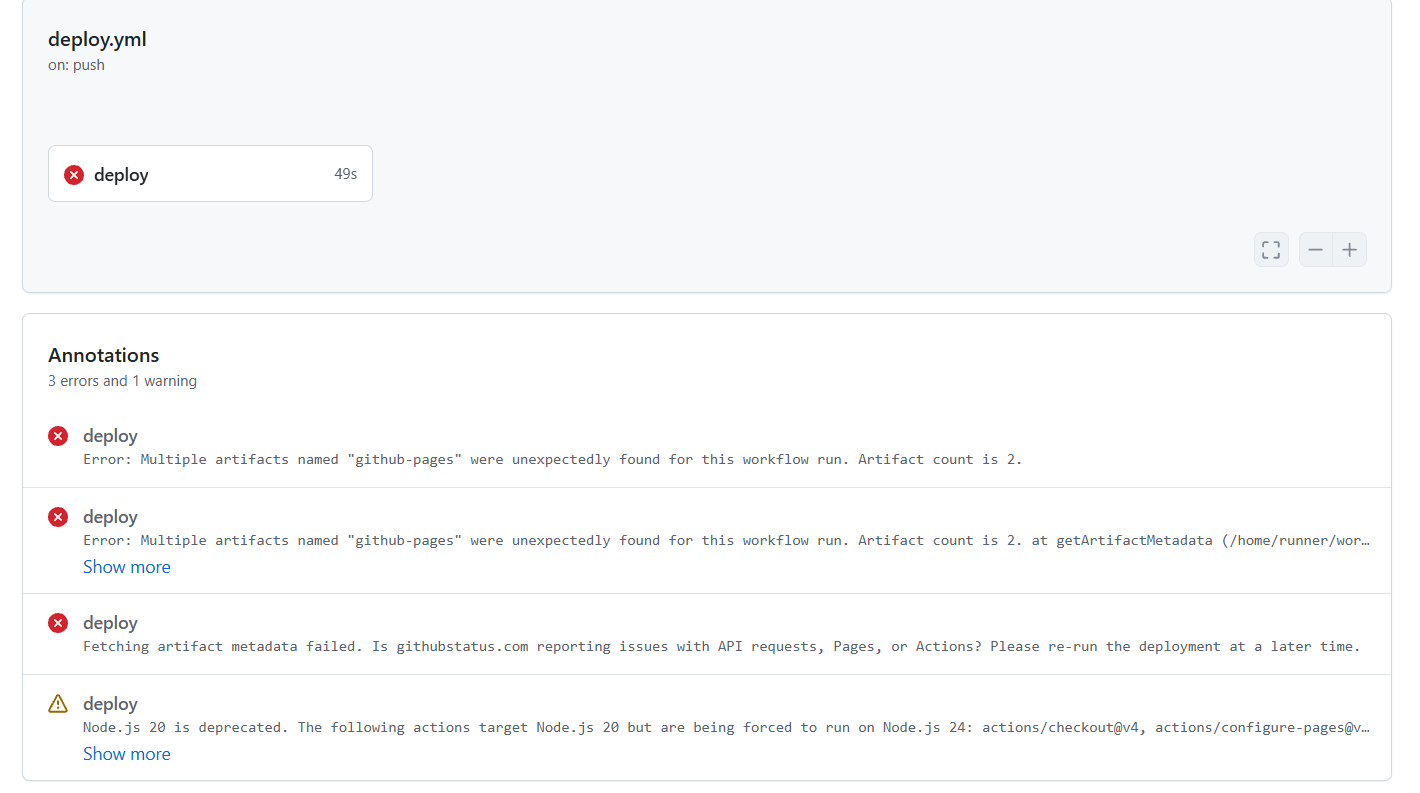 deploy.yml
on: push
deploy 49s
Annotations
3 errors and 1 warning
deploy
Error: Multiple artifacts named "github-pages" were unexpectedly found for this workflow run. Artifact count is 2.
deploy
Error: Multiple artifacts named "github-pages" were unexpectedly found for this workflow run. Artifact count is 2. at getArtifactMetadata (/home/runner/wor…
Show more
deploy
Fetching artifact metadata failed. Is githubstatus.com reporting issues with API requests, Pages, or Actions? Please re-run the deployment at a later time.
deploy
Node.js 20 is deprecated. The following actions target Node.js 20 but are being forced to run on Node.js 24: actions/checkout@v4, actions/configure-pages@v…
Show more